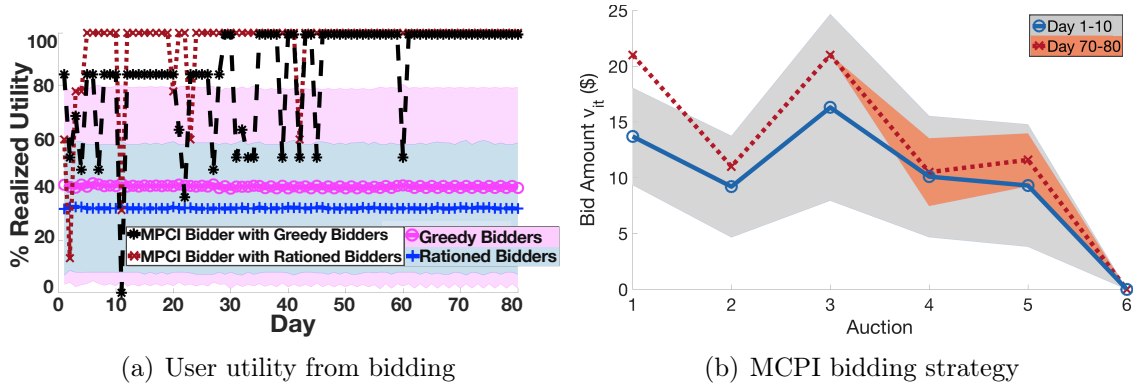 100
80
60
40
20
0
% Realized Utility
MPCI Bidder with Greedy Bidders
MPCI Bidder with Rationed Bidders
Greedy Bidders
Rationed Bidders
0 10 20 30 40 50 60 70 80
Day
(a) User utility from bidding
25
20
15
10
5
0
Bid Amount v_it ($)
Day 1-10
Day 70-80
1 2 3 4 5 6
Auction
(b) MCPI bidding strategy